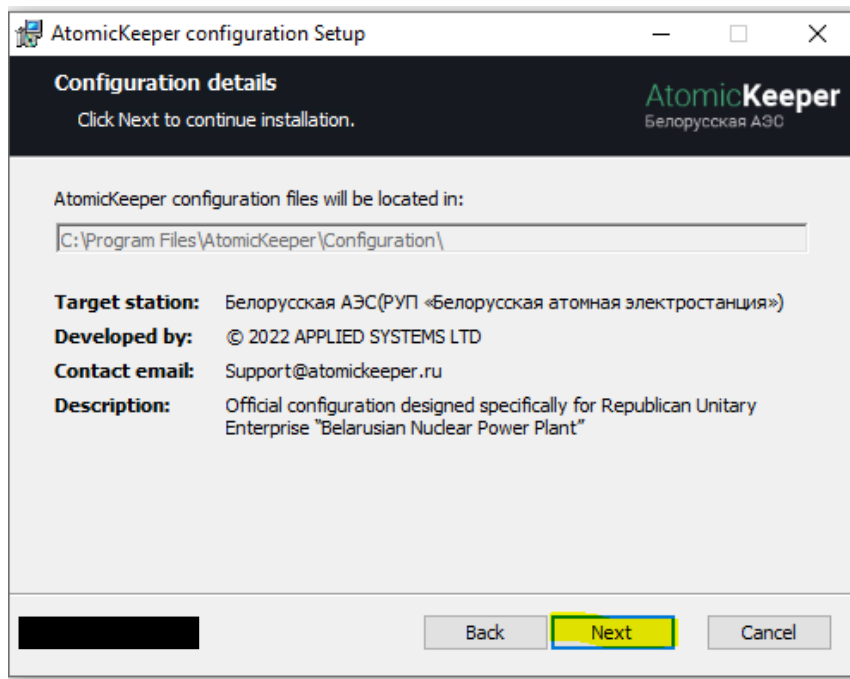 AtomicKeeper configuration Setup
Configuration details
Click Next to continue installation.
AtomicKeeper
Белорусская АЭС
AtomicKeeper configuration files will be located in:
C:\Program Files\AtomicKeeper\Configuration\
Target station: Белорусская АЭС(РУП «Белорусская атомная электростанция»)
Developed by: © 2022 APPLIED SYSTEMS LTD
Contact email: Support@atomickeeper.ru
Description: Official configuration designed specifically for Republican Unitary
Enterprise "Belarusian Nuclear Power Plant"
Back Next Cancel